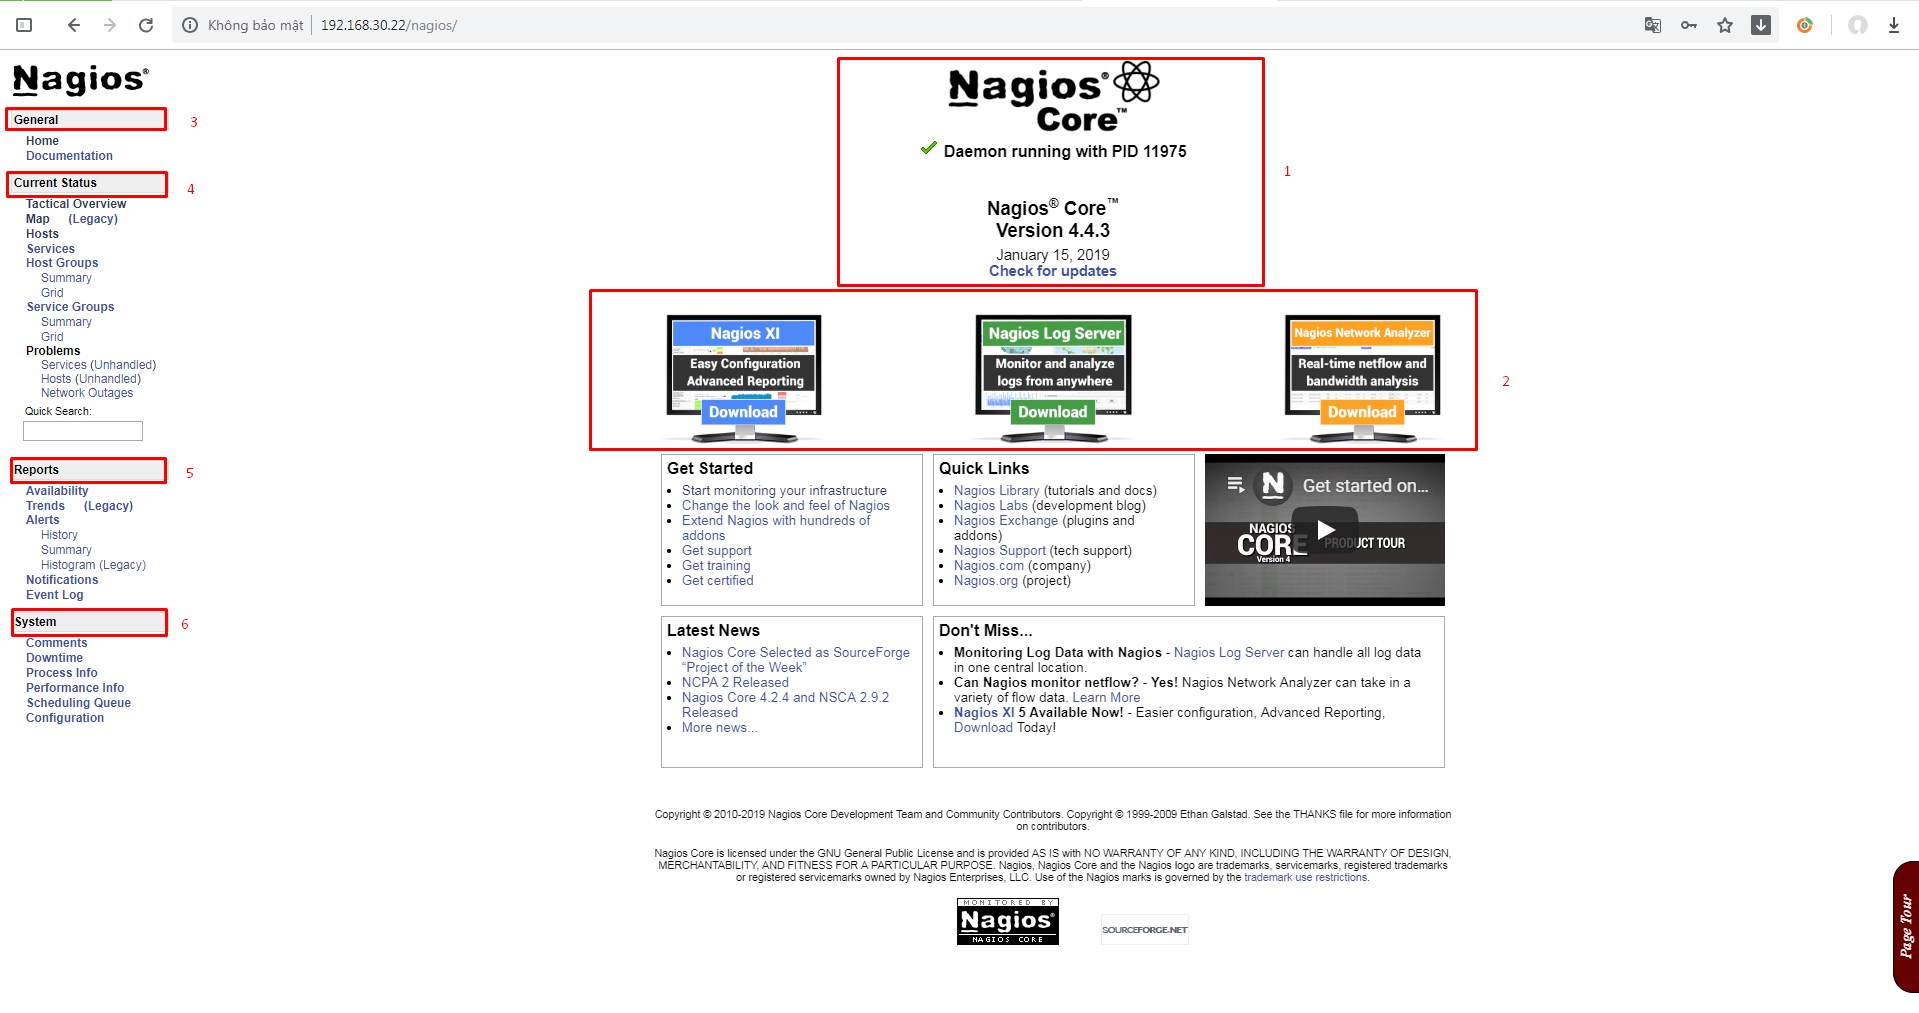 Không bảo mật
192.168.30.22/nagios/
Nagios®
General
3
Home
Documentation
Current Status
4
Tactical Overview
Map (Legacy)
Hosts
Services
Host Groups
Summary
Grid
Service Groups
Summary
Grid
Problems
Services (Unhandled)
Hosts (Unhandled)
Network Outages
Quick Search:
Reports
5
Availability
Trends (Legacy)
Alerts
History
Summary
Histogram (Legacy)
Notifications
Event Log
System
6
Comments
Downtime
Process Info
Performance Info
Scheduling Queue
Configuration
Nagios®
Core™
Daemon running with PID 11975
1
Nagios® Core™
Version 4.4.3
January 15, 2019
Check for updates
Nagios XI
Easy Configuration
Advanced Reporting
Download
Nagios Log Server
Monitor and analyze
logs from anywhere
Download
Nagios Network Analyzer
Real-time netflow and
bandwidth analysis
Download
2
Get Started
Start monitoring your infrastructure
Change the look and feel of Nagios
Extend Nagios with hundreds of
addons
Get support
Get training
Get certified
Quick Links
Nagios Library (tutorials and docs)
Nagios Labs (development blog)
Nagios Exchange (plugins and
addons)
Nagios Support (tech support)
Nagios.com (company)
Nagios.org (project)
N
Get started on...
NAGIOS
CORE
Version 4
PRODUCT TOUR
Latest News
Nagios Core Selected as SourceForge
“Project of the Week”
NCPA 2 Released
Nagios Core 4.2.4 and NSCA 2.9.2
Released
More news...
Don't Miss...
Monitoring Log Data with Nagios - Nagios Log Server can handle all log data
in one central location.
Can Nagios monitor netflow? - Yes! Nagios Network Analyzer can take in a
variety of flow data. Learn More
Nagios XI 5 Available Now! - Easier configuration, Advanced Reporting,
Download Today!
Copyright © 2010-2019 Nagios Core Development Team and Community Contributors. Copyright © 1999-2009 Ethan Galstad. See the THANKS file for more information
on contributors.
Nagios Core is licensed under the GNU General Public License and is provided AS IS with NO WARRANTY OF ANY KIND, INCLUDING THE WARRANTY OF DESIGN,
MERCHANTABILITY, AND FITNESS FOR A PARTICULAR PURPOSE. Nagios, Nagios Core and the Nagios logo are trademarks, servicemarks, registered trademarks
or registered servicemarks owned by Nagios Enterprises, LLC. Use of the Nagios marks is governed by the trademark use restrictions.
MONITORED BY
Nagios®
NAGIOS CORE
SOURCEFORGE.NET
Page Tour